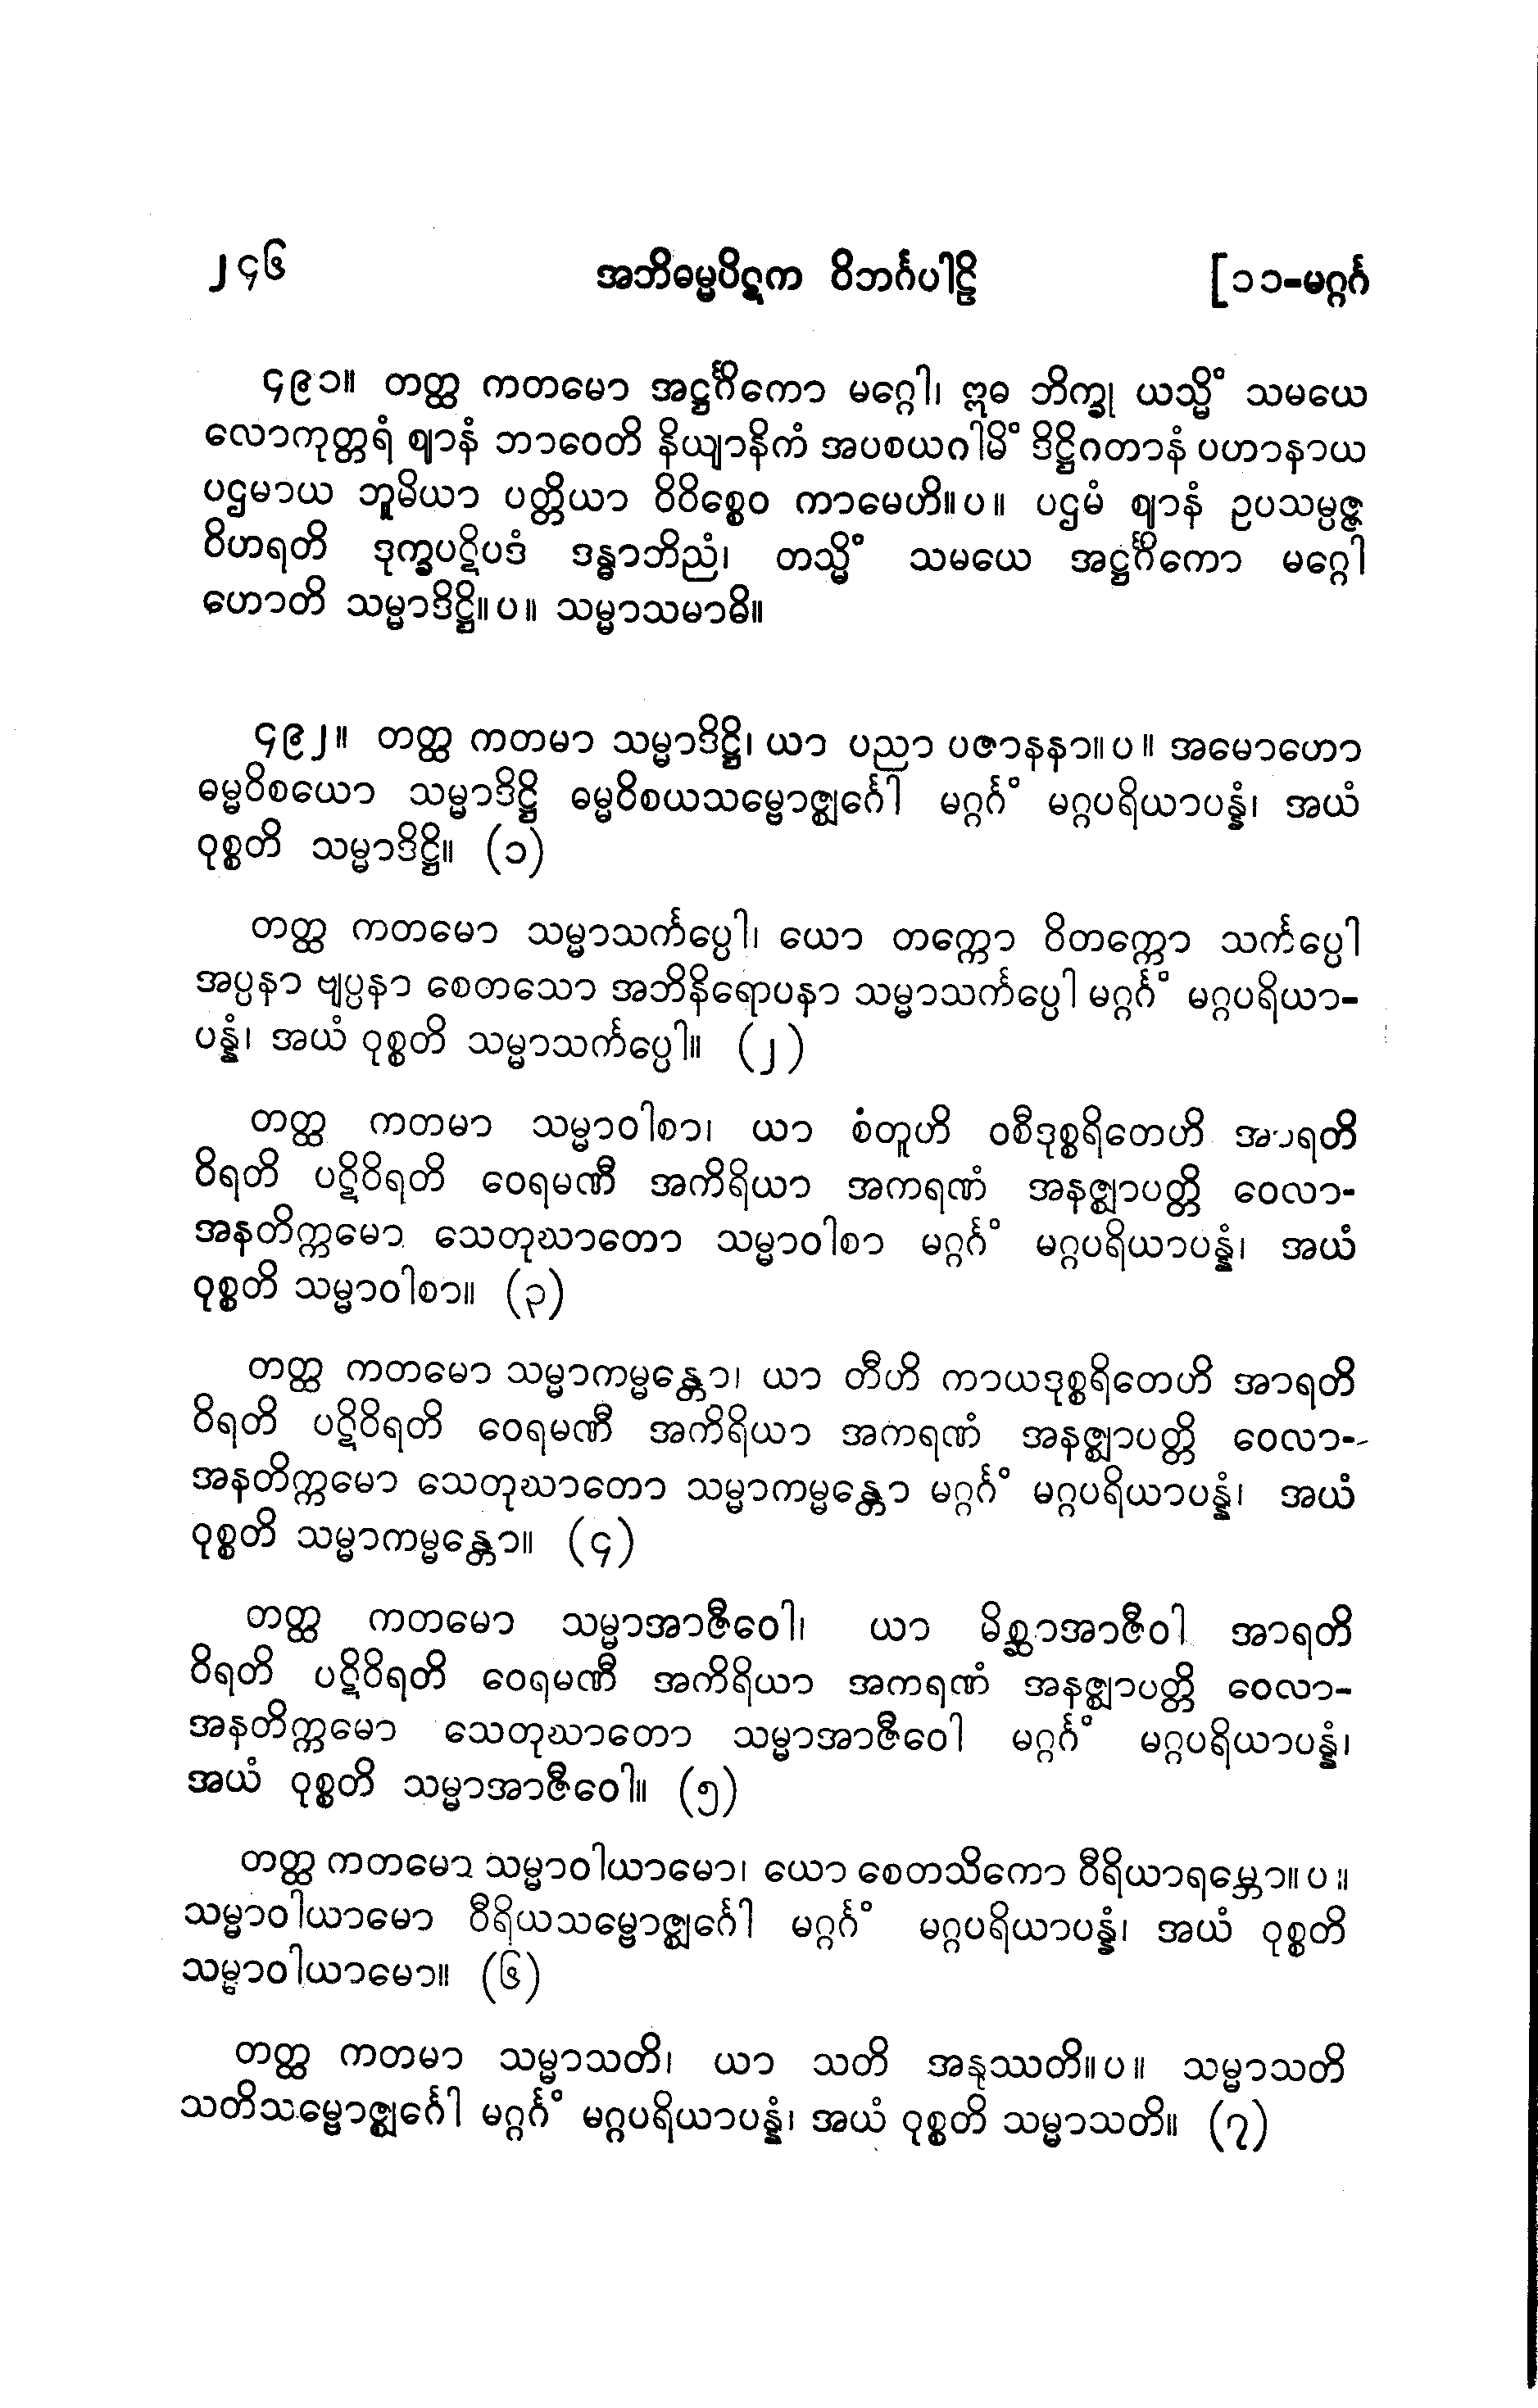 ၂၄၆ အဘိဓမ္မပိဋက ဝိဘင်္ဂပါဠိ [၁၁-မဂ္ဂင်္ဂ
၄၉၁။ တတ္ထ ကတမော အဋ္ဌင်္ဂိကော မဂ္ဂေါ၊ ဣဓ ဘိက္ခု ယသ္မိံ သမယေ
လောကုတ္တရံ ဈာနံ ဘာဝေတိ နိယျာနိကံ အပစယဂါမိံ ဒိဋ္ဌိဂတာနံ ပဟာနာယ
ပဌမာယ ဘူမိယာ ပတ္တိယာ ဝိဝိစ္စေဝ ကာမေဟိ။ ပ။ ပဌမံ ဈာနံ ဥပသမ္ပဇ္ဇ
ဝိဟရတိ ဒုက္ခပဋိပဒံ ဒန္ဓာဘိညံ၊ တသ္မိံ သမယေ အဋ္ဌင်္ဂိကော မဂ္ဂေါ
ဟောတိ သမ္မာဒိဋ္ဌိ။ ပ။ သမ္မာသမာဓိ။
၄၉၂။ တတ္ထ ကတမာ သမ္မာဒိဋ္ဌိ၊ ယာ ပညာ ပဇာနနာ။ ပ။ အမောဟော
ဓမ္မဝိစယော သမ္မာဒိဋ္ဌိ ဓမ္မဝိစယသမ္ဗောဇ္ဈင်္ဂေါ မဂ္ဂင်္ဂံ မဂ္ဂပရိယာပန္နံ၊ အယံ
ဝုစ္စတိ သမ္မာဒိဋ္ဌိ။ (၁)
တတ္ထ ကတမော သမ္မာသင်္ကပ္ပေါ၊ ယော တက္ကော ဝိတက္ကော သင်္ကပ္ပေါ
အပ္ပနာ ဗျပ္ပနာ စေတသော အဘိနိရောပနာ သမ္မာသင်္ကပ္ပေါ မဂ္ဂင်္ဂံ မဂ္ဂပရိယာ-
ပန္နံ၊ အယံ ဝုစ္စတိ သမ္မာသင်္ကပ္ပေါ။ (၂)
တတ္ထ ကတမာ သမ္မာဝါစာ၊ ယာ စံတူဟိ ဝစီဒုစ္စရိတေဟိ အာရတိ
ဝိရတိ ပဋိဝိရတိ ဝေရမဏီ အကိရိယာ အကရဏံ အနဇ္ဈာပတ္တိ ဝေလာ-
အနတိက္ကမော သေတုဃာတော သမ္မာဝါစာ မဂ္ဂင်္ဂံ မဂ္ဂပရိယာပန္နံ၊ အယံ
ဝုစ္စတိ သမ္မာဝါစာ။ (၃)
တတ္ထ ကတမော သမ္မာကမ္မန္တော၊ ယာ တီဟိ ကာယဒုစ္စရိတေဟိ အာရတိ
ဝိရတိ ပဋိဝိရတိ ဝေရမဏီ အကိရိယာ အကရဏံ အနဇ္ဈာပတ္တိ ဝေလာ-
အနတိက္ကမော သေတုဃာတော သမ္မာကမ္မန္တော မဂ္ဂင်္ဂံ မဂ္ဂပရိယာပန္နံ၊ အယံ
ဝုစ္စတိ သမ္မာကမ္မန္တော။ (၄)
တတ္ထ ကတမော သမ္မာအာဇီဝေါ၊ ယာ မိစ္ဆာအာဇီဝါ အာရတိ
ဝိရတိ ပဋိဝိရတိ ဝေရမဏီ အကိရိယာ အကရဏံ အနဇ္ဈာပတ္တိ ဝေလာ-
အနတိက္ကမော သေတုဃာတော သမ္မာအာဇီဝေါ မဂ္ဂင်္ဂံ မဂ္ဂပရိယာပန္နံ၊
အယံ ဝုစ္စတိ သမ္မာအာဇီဝေါ။ (၅)
တတ္ထ ကတမော သမ္မာဝါယာမော၊ ယော စေတသိကော ဝီရိယာရမ္ဘော။ ပ။
သမ္မာဝါယာမော ဝီရိယသမ္ဗောဇ္ဈင်္ဂေါ မဂ္ဂင်္ဂံ မဂ္ဂပရိယာပန္နံ၊ အယံ ဝုစ္စတိ
သမ္မာဝါယာမော။ (၆)
တတ္ထ ကတမာ သမ္မာသတိ၊ ယာ သတိ အနုဿတိ။ ပ။ သမ္မာသတိ
သတိသမ္ဗောဇ္ဈင်္ဂေါ မဂ္ဂင်္ဂံ မဂ္ဂပရိယာပန္နံ၊ အယံ ဝုစ္စတိ သမ္မာသတိ။ (၇)